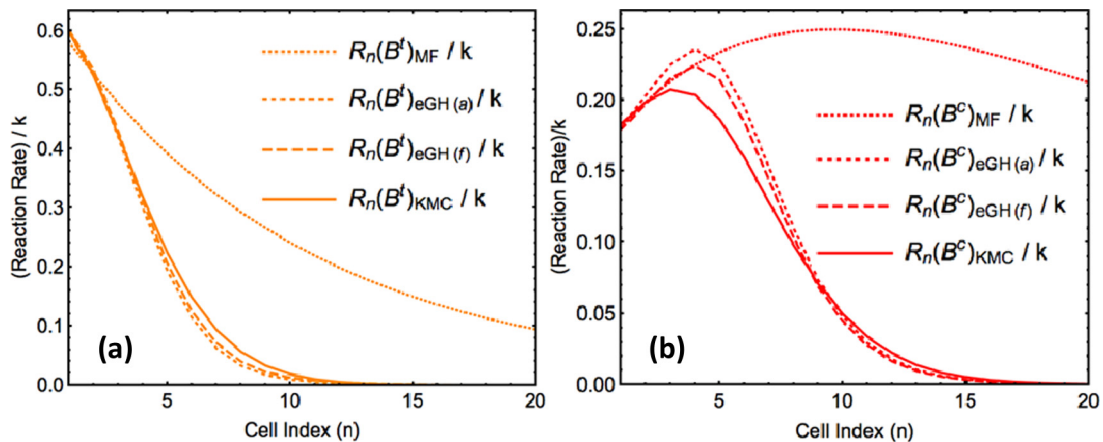 (Reaction Rate) / k
0.6
0.5
0.4
0.3
0.2
0.1
0.0
5
10
15
20
Cell Index (n)
Rn(Bt)MF / k
Rn(Bt)eGH(a) / k
Rn(Bt)eGH(f) / k
Rn(Bt)KMC / k
(a)
(Reaction Rate)/k
0.25
0.20
0.15
0.10
0.05
0.00
5
10
15
20
Cell Index (n)
Rn(Bc)MF / k
Rn(Bc)eGH(a) / k
Rn(Bc)eGH(f) / k
Rn(Bc)KMC / k
(b)